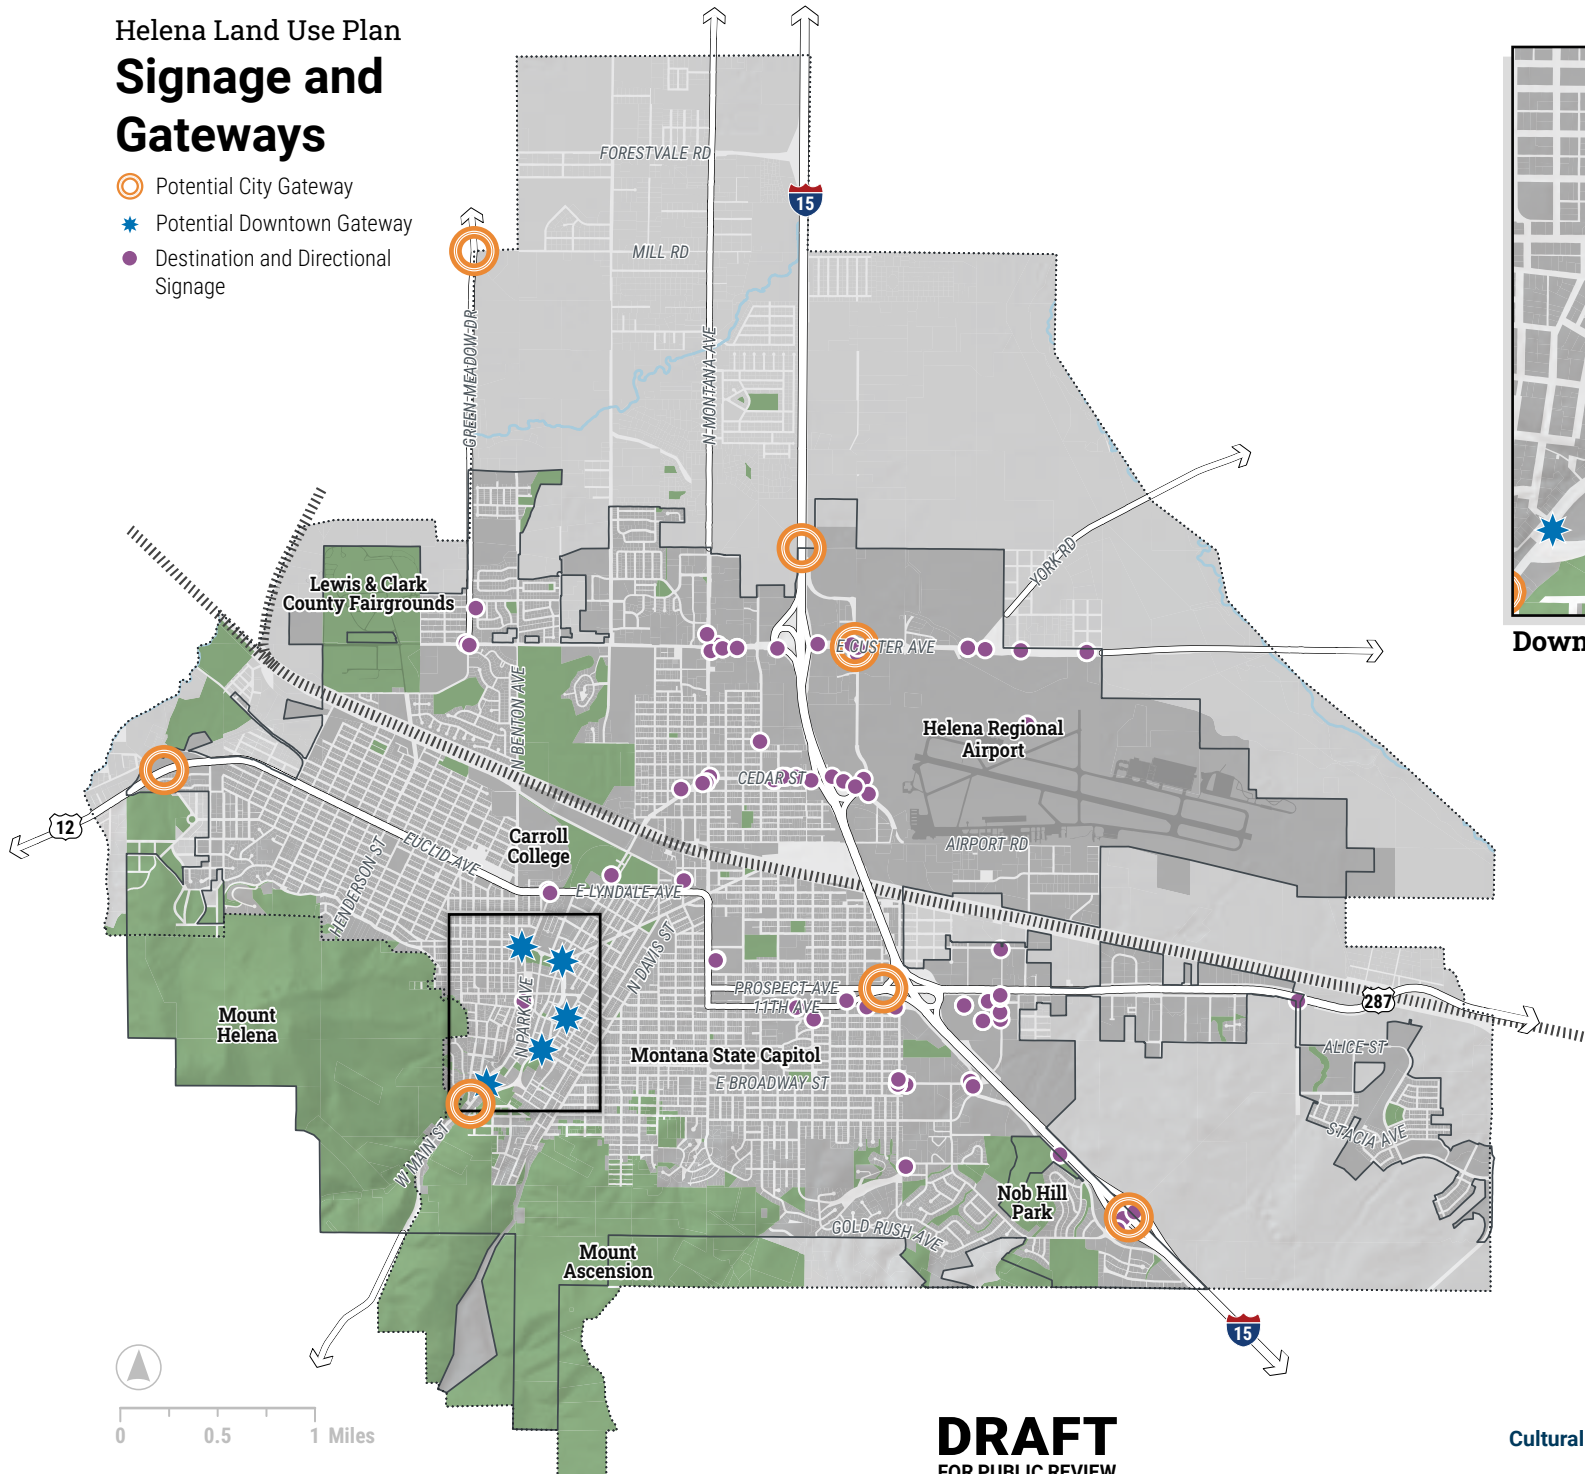 Helena Land Use Plan
Signage and
Gateways
Potential City Gateway
Potential Downtown Gateway
Destination and Directional
Signage
FORESTVALE RD
15
MILL RD
GREEN MEADOW DR
N MONTANA AVE
YORK RD
Lewis & Clark
County Fairgrounds
E CUSTER AVE
Down
N BENTON AVE
Helena Regional
Airport
CEDAR ST
12
HENDERSON ST
EUCLID AVE
Carroll
College
AIRPORT RD
E LYNDALE AVE
N DAVIS ST
N PARK AVE
PROSPECT AVE
11TH AVE
287
Mount
Helena
Montana State Capitol
E BROADWAY ST
ALICE ST
STACIA AVE
W MAIN ST
Nob Hill
Park
GOLD RUSH AVE
Mount
Ascension
15
0 0.5 1 Miles
DRAFT
FOR PUBLIC REVIEW
Cultural